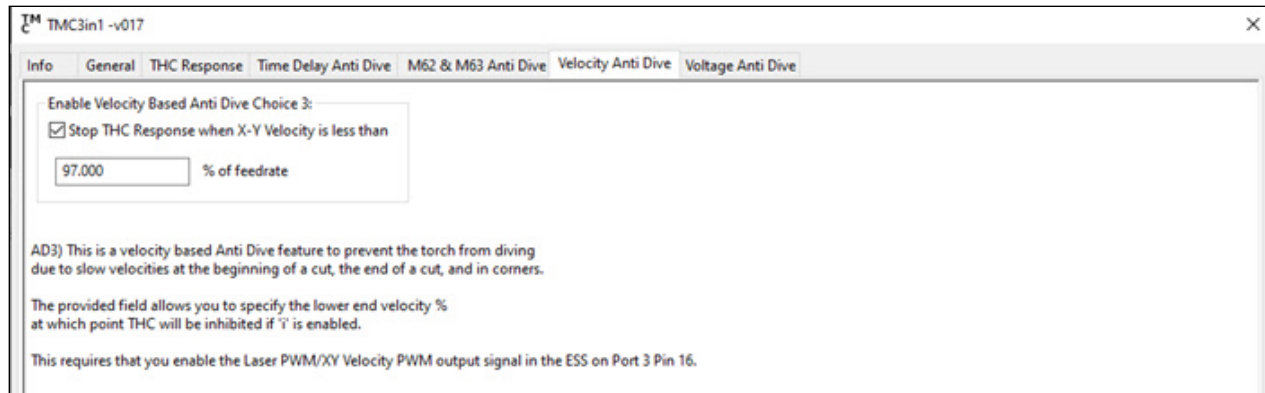 TMC TMC3in1 -v017
Info General THC Response Time Delay Anti Dive M62 & M63 Anti Dive Velocity Anti Dive Voltage Anti Dive
Enable Velocity Based Anti Dive Choice 3:
Stop THC Response when X-Y Velocity is less than
97.000 % of feedrate
AD3) This is a velocity based Anti Dive feature to prevent the torch from diving
due to slow velocities at the beginning of a cut, the end of a cut, and in corners.
The provided field allows you to specify the lower end velocity %
at which point THC will be inhibited if 'i' is enabled.
This requires that you enable the Laser PWM/XY Velocity PWM output signal in the ESS on Port 3 Pin 16.